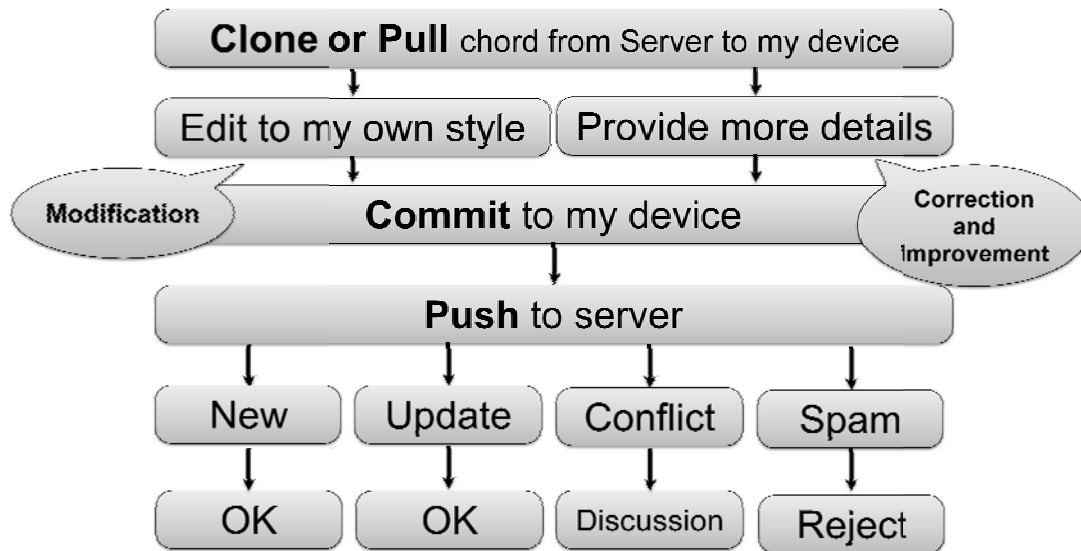 Clone or Pull chord from Server to my device
Edit to my own style
Provide more details
Modification
Commit to my device
Correction
and
improvement
Push to server
New
Update
Conflict
Spam
OK
OK
Discussion
Reject